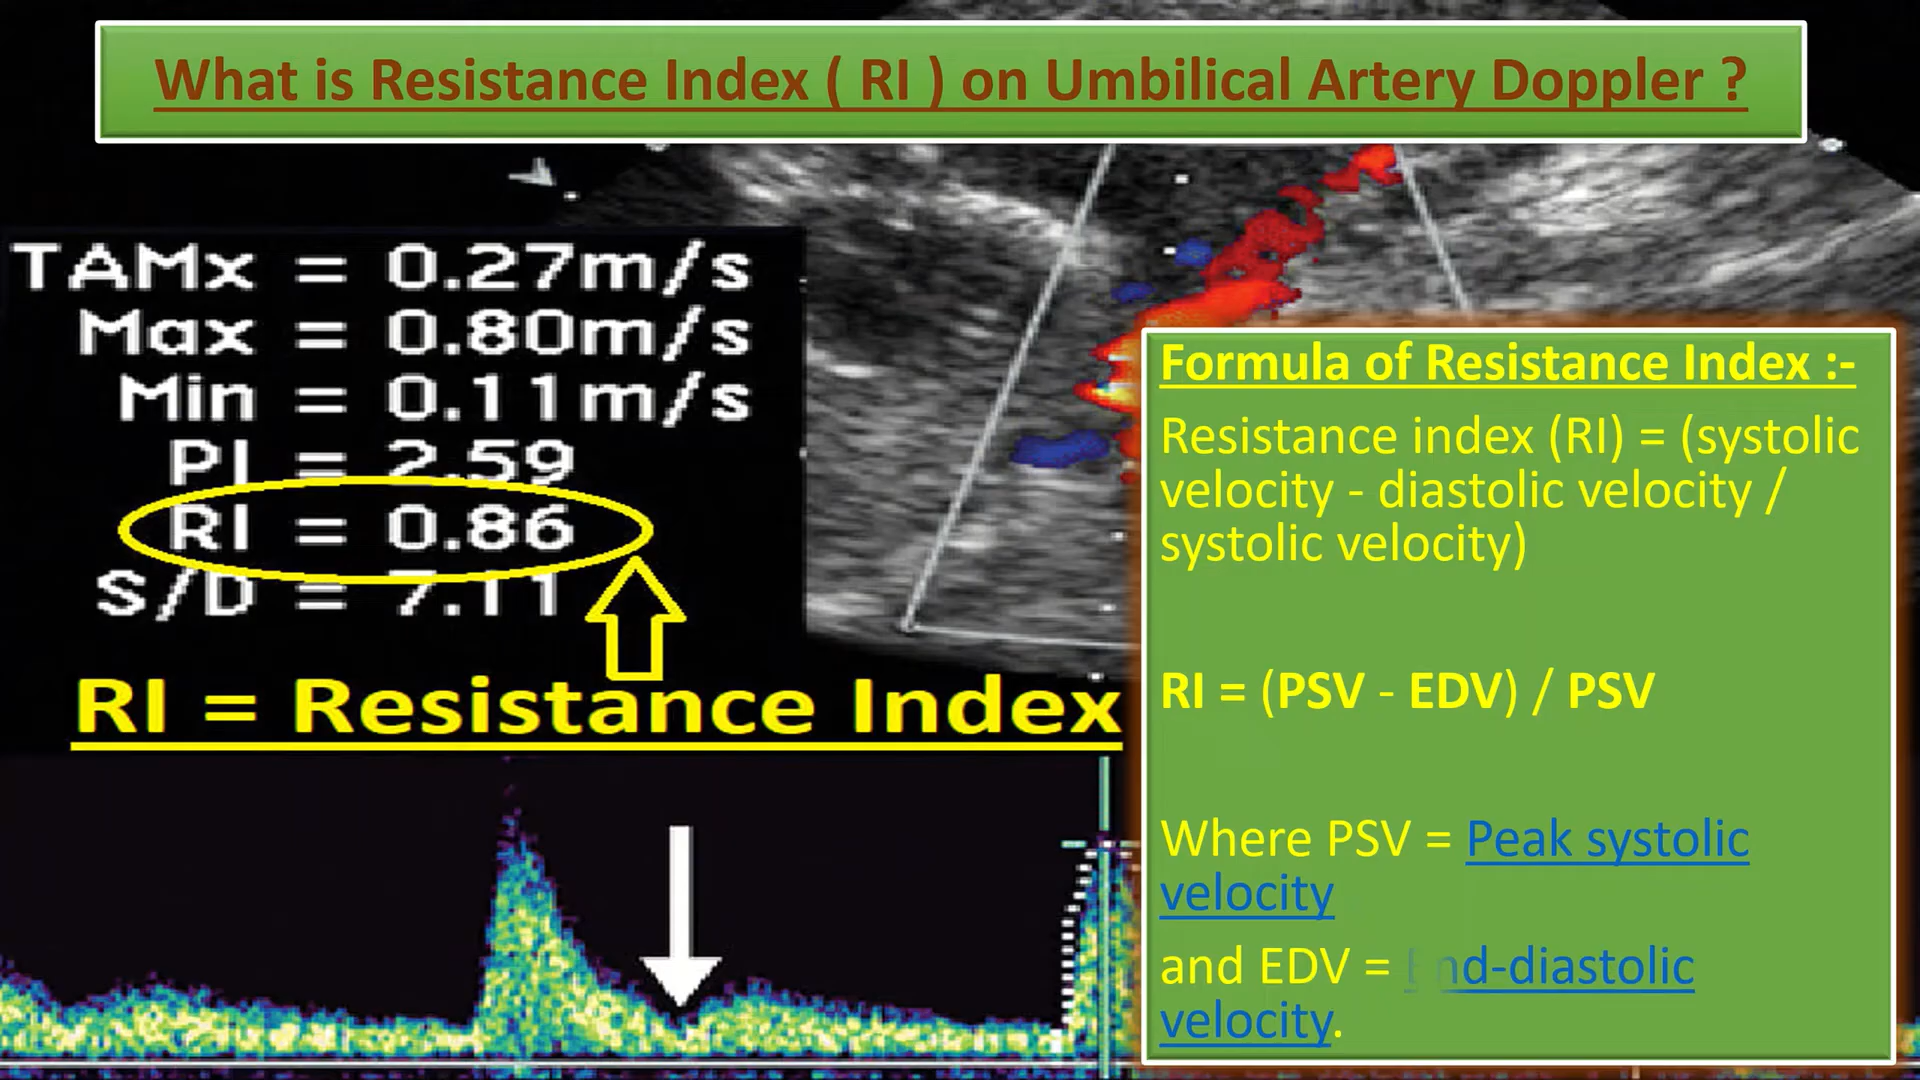 What is Resistance Index ( RI ) on Umbilical Artery Doppler ?
TAMx = 0.27m/s
Max = 0.80m/s
Min = 0.11m/s
PI = 2.59
RI = 0.86
S/D = 7.11
RI = Resistance Index
Formula of Resistance Index :-
Resistance index (RI) = (systolic
velocity - diastolic velocity /
systolic velocity)
RI = (PSV - EDV) / PSV
Where PSV = Peak systolic
velocity
and EDV = End-diastolic
velocity.